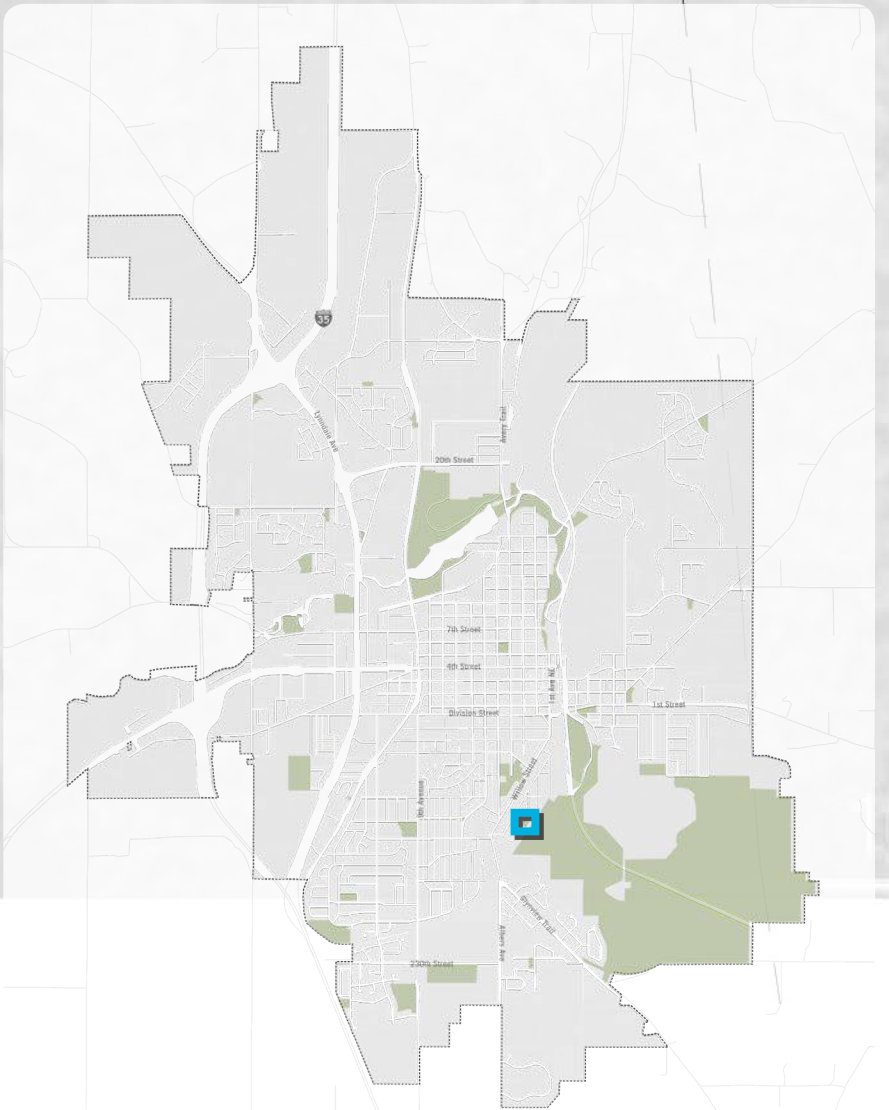 35
Lyndale Ave
Avery Trail
20th Street
7th Street
4th Street
1st Ave NE
1st Street
Division Street
Willow Street
9th Avenue
Glynview Trail
Albers Ave
230th Street